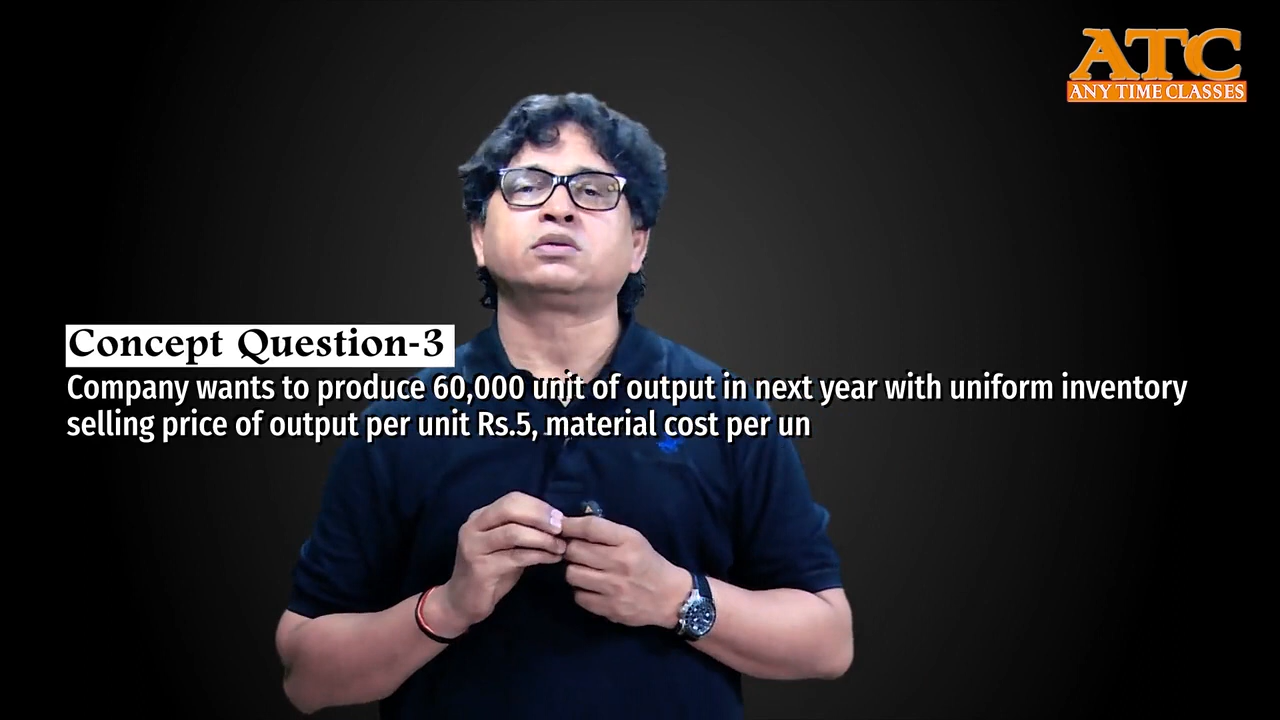 ATC
ANY TIME CLASSES
Concept Question-3
Company wants to produce 60,000 unit of output in next year with uniform inventory
selling price of output per unit Rs.5, material cost per un